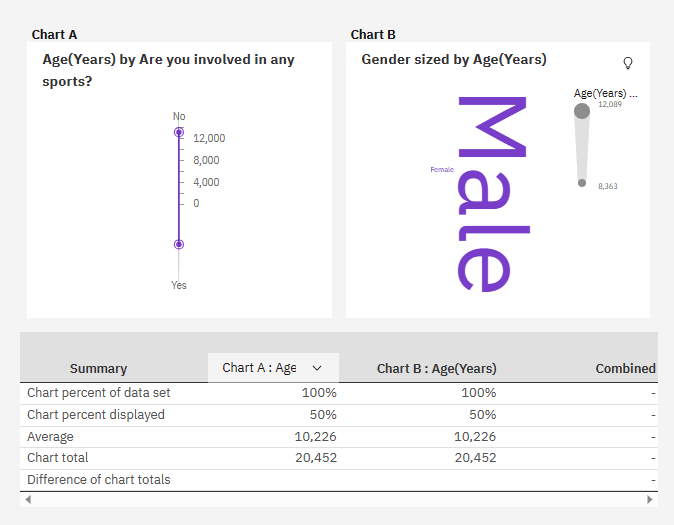 Chart A
Chart B
Age(Years) by Are you involved in any
sports?
No
12,000
8,000
4,000
0
Yes
Gender sized by Age(Years)
Age(Years) ...
12,089
8,363
Female
Male
Summary
Chart A : Age
Chart B : Age(Years)
Combined
Chart percent of data set 100% 100% -
Chart percent displayed 50% 50% -
Average 10,226 10,226 -
Chart total 20,452 20,452 -
Difference of chart totals -